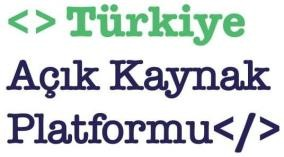 <> Türkiye
Açık Kaynak
Platformu</>